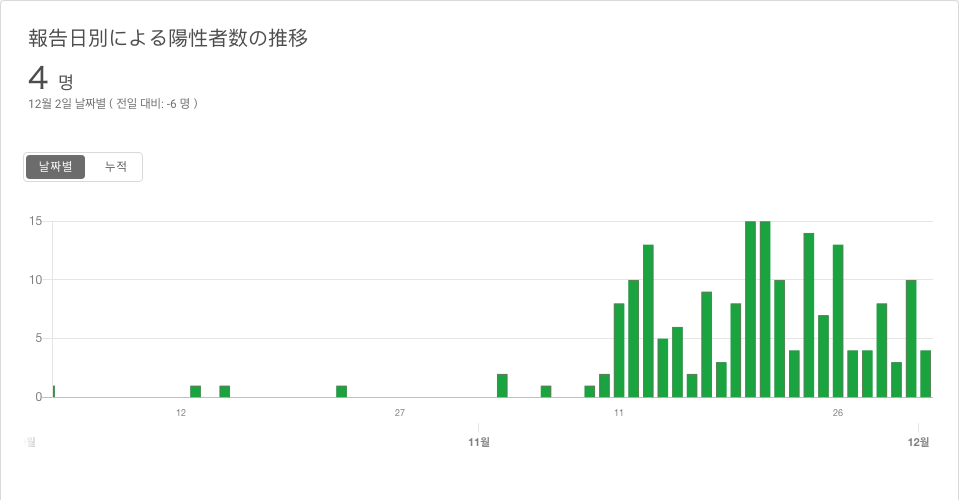 報告日別による陽性者数の推移
4 명
12월 2일 날짜별 ( 전일 대비: -6 명 )
날짜별 누적
15
10
5
0
12 27 11 26
월 11월 12월